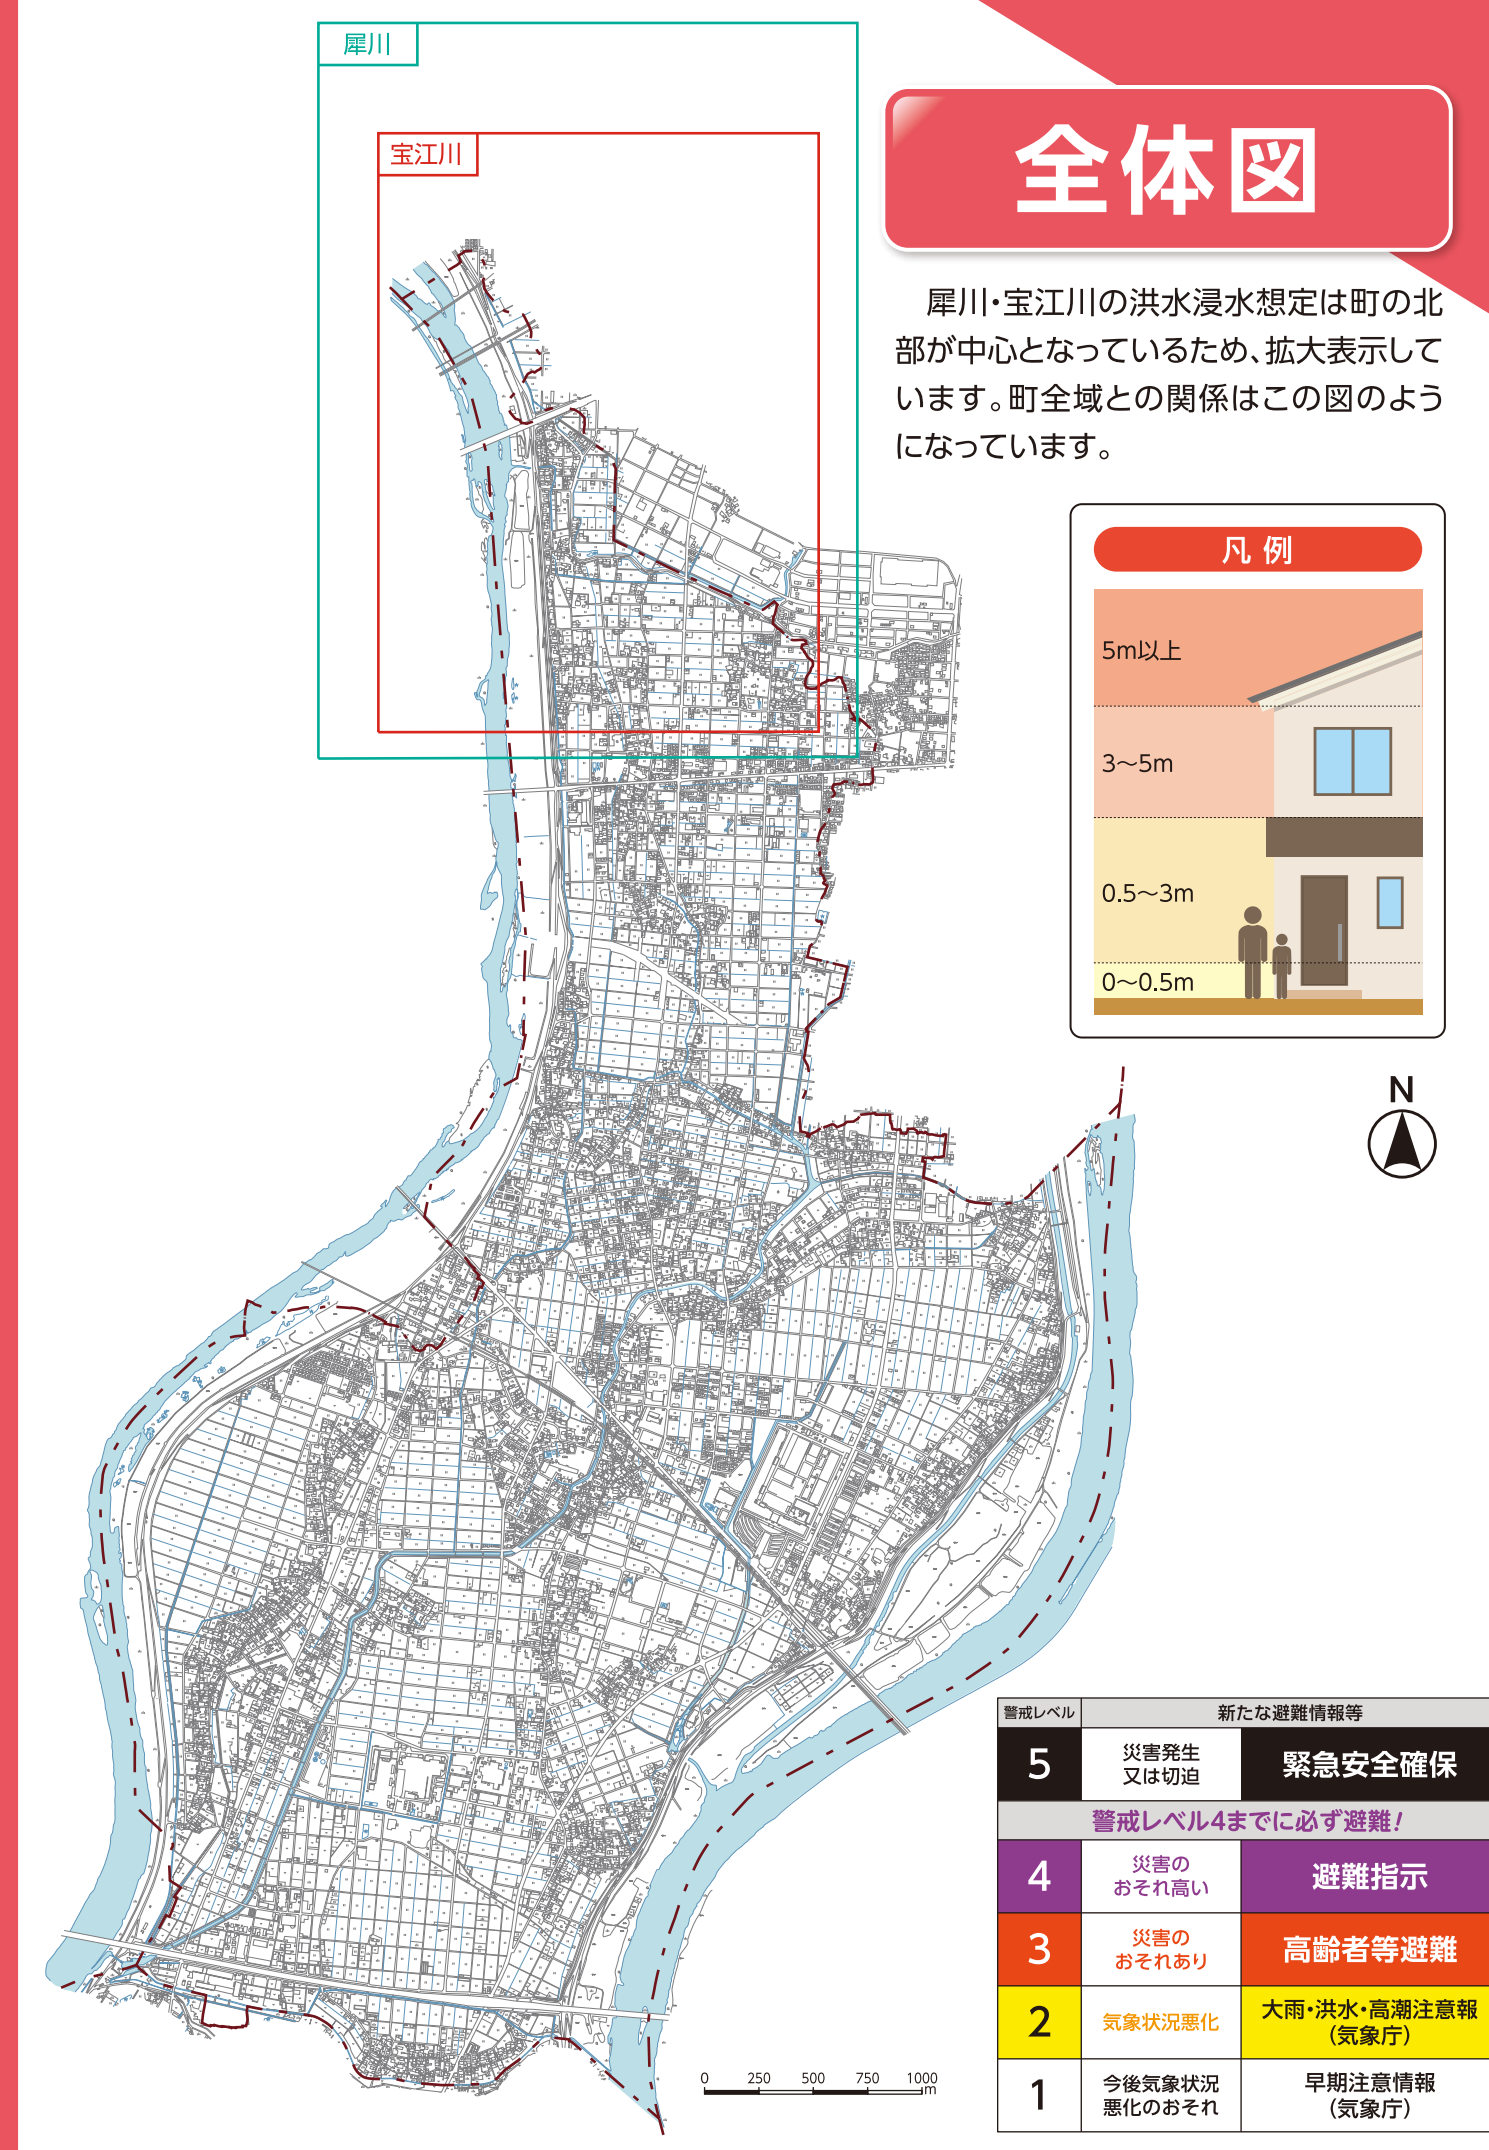 犀川
宝江川
全体図
犀川・宝江川の洪水浸水想定は町の北
部が中心となっているため、拡大表示して
います。町全域との関係はこの図のよう
になっています。
凡例
5m以上
3〜5m
0.5〜3m
0〜0.5m
N
警戒レベル 新たな避難情報等
5 災害発生 又は切迫 緊急安全確保
警戒レベル4までに必ず避難!
4 災害の おそれ高い 避難指示
3 災害の おそれあり 高齢者等避難
2 気象状況悪化 大雨・洪水・高潮注意報 (気象庁)
1 今後気象状況 悪化のおそれ 早期注意情報 (気象庁)
0 250 500 750 1000
m